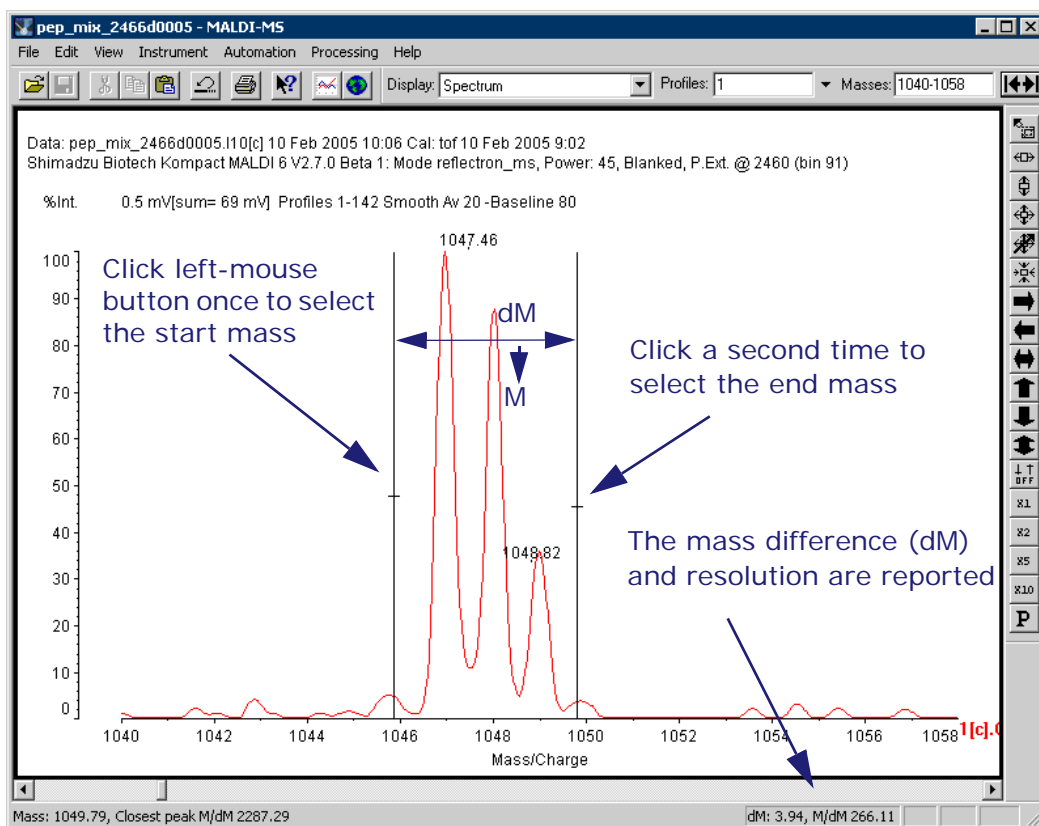 pep_mix_2466d0005 - MALDI-MS
File Edit View Instrument Automation Processing Help
Display: Spectrum Profiles: 1 Masses: 1040-1058
Data: pep_mix_2466d0005.I10[c] 10 Feb 2005 10:06 Cal: tof 10 Feb 2005 9:02
Shimadzu Biotech Kompact MALDI 6 V2.7.0 Beta 1: Mode reflectron_ms, Power: 45, Blanked, P.Ext. @ 2460 (bin 91)
%Int. 0.5 mV[sum= 69 mV] Profiles 1-142 Smooth Av 20 -Baseline 80
1047.46
100
90
80
70
60
50
40
30
20
10
0
Click left-mouse
button once to select
the start mass
dM
M
Click a second time to
select the end mass
1048.82
The mass difference (dM)
and resolution are reported
1040 1042 1044 1046 1048 1050 1052 1054 1056 1058
1[c].
Mass/Charge
OFF
X1
X2
X5
X10
P
Mass: 1049.79, Closest peak M/dM 2287.29
dM: 3.94, M/dM 266.11